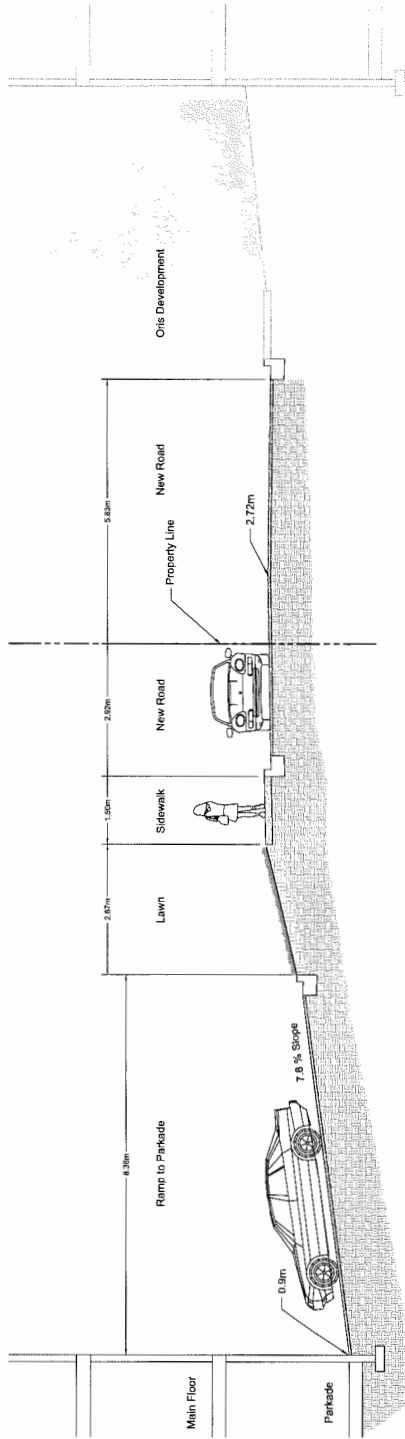 8.36m
2.87m
1.50m
2.92m
5.83m
Main Floor
Ramp to Parkade
Lawn
Sidewalk
New Road
Property Line
New Road
Oris Development
Parkade
0.9m
7.8 % Slope
2.72m